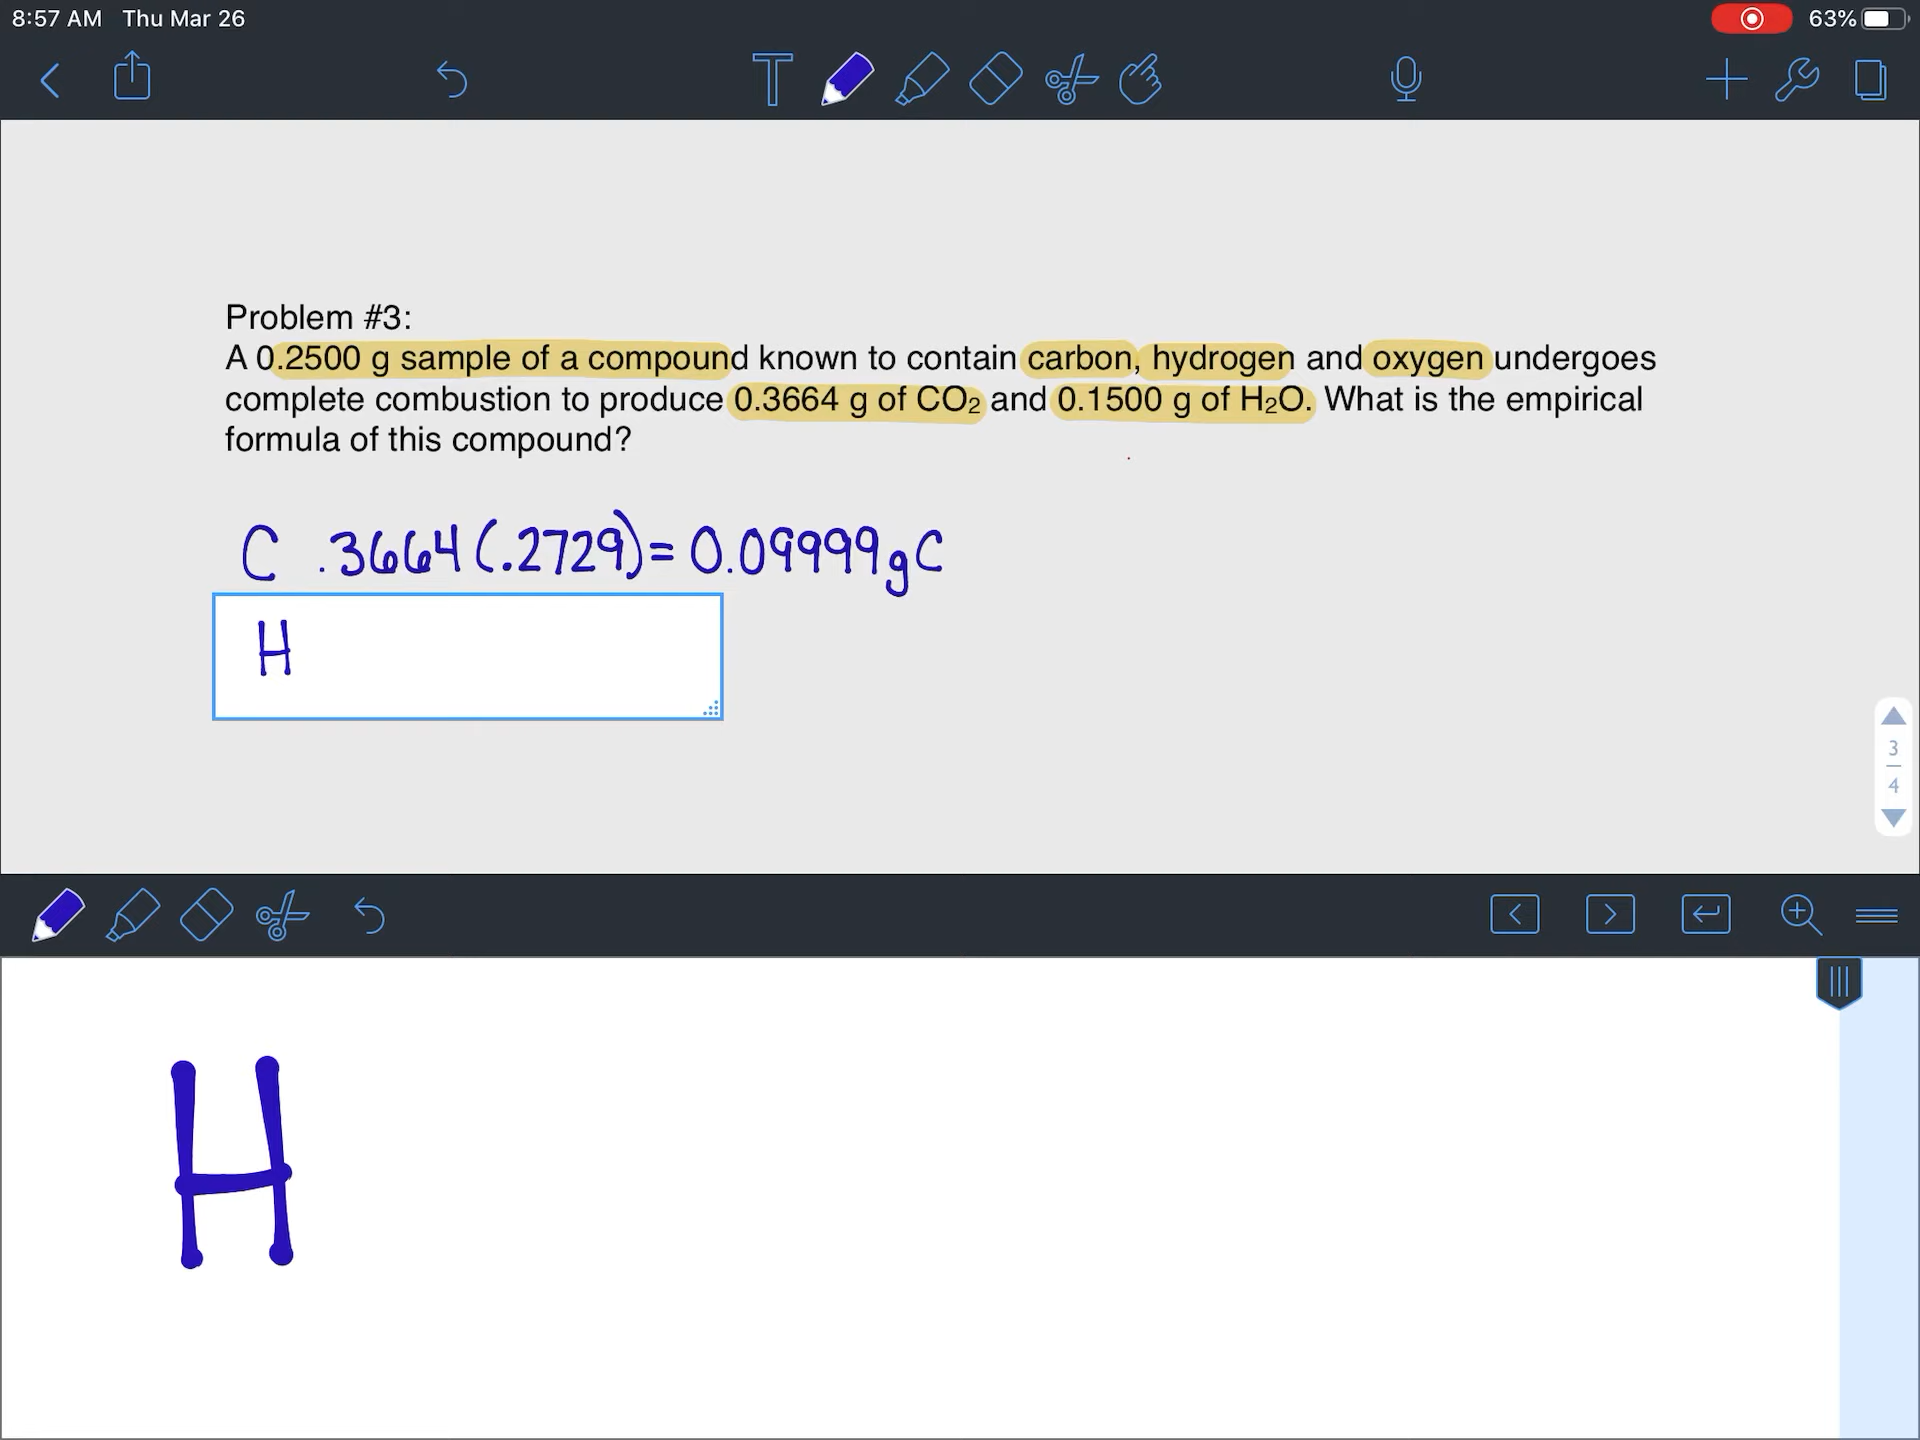 8:57 AM Thu Mar 26
63%
T
Problem #3:
A 0.2500 g sample of a compound known to contain carbon, hydrogen and oxygen undergoes
complete combustion to produce 0.3664 g of CO₂ and 0.1500 g of H₂O. What is the empirical
formula of this compound?
C .3664(.2729)= 0.09999gC
H
3
4
H